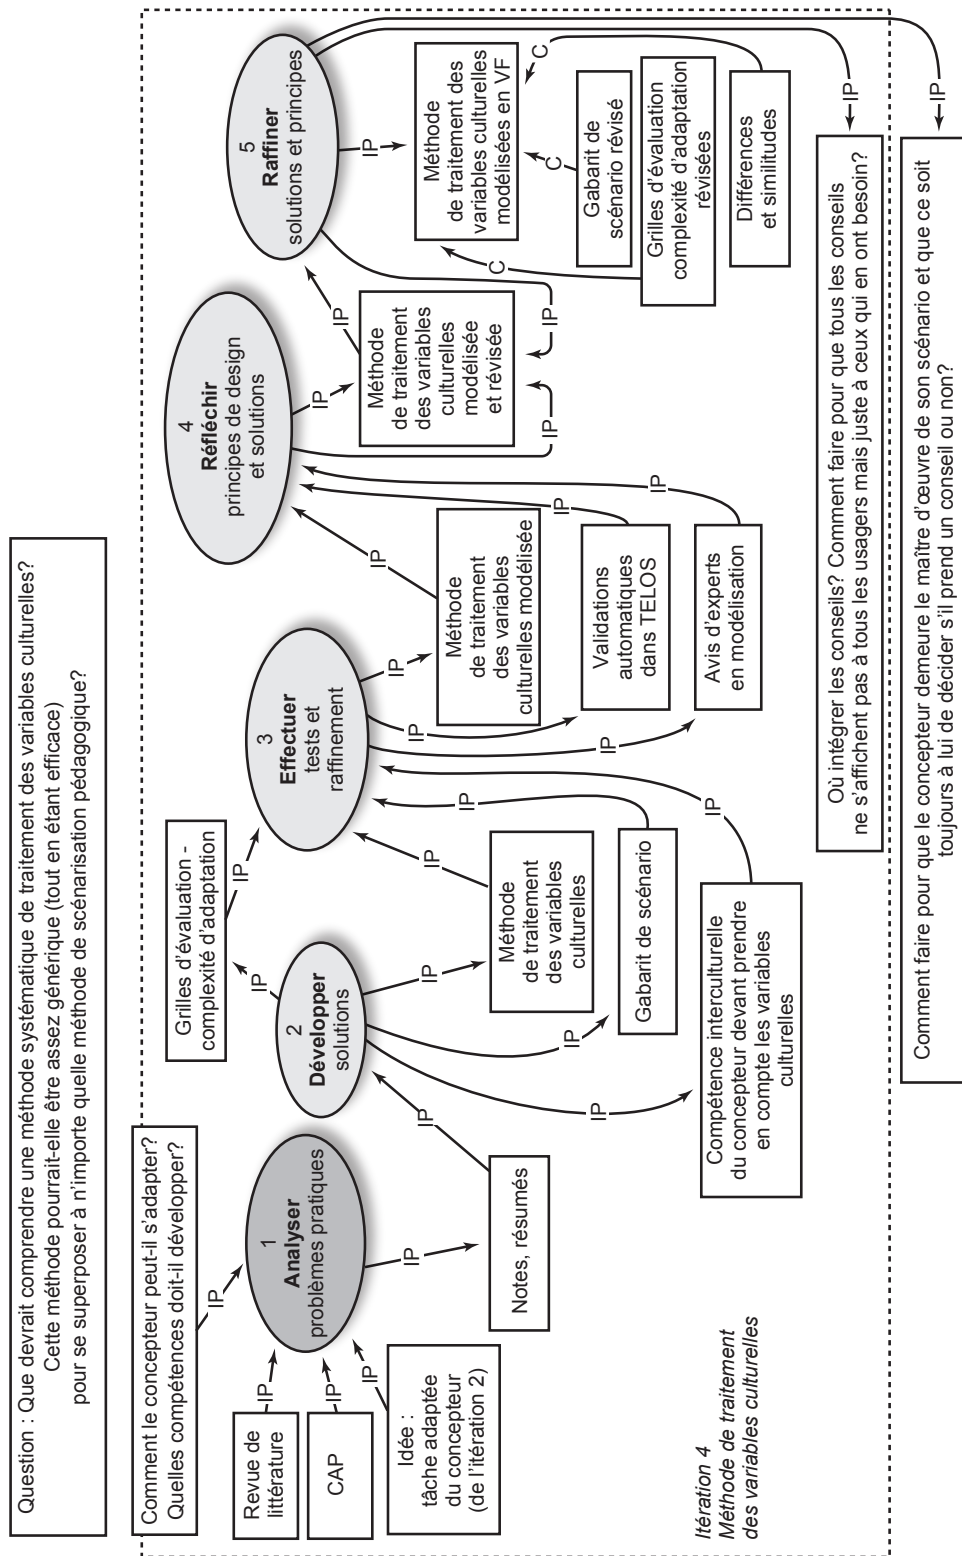 Question : Que devrait comprendre une méthode systématique de traitement des variables culturelles?
Cette méthode pourrait-elle être assez générique (tout en étant efficace)
pour se superposer à n'importe quelle méthode de scénarisation pédagogique?
Comment le concepteur peut-il s'adapter?
Quelles compétences doit-il développer?
IP
Revue de
littérature
IP
CAP
IP
Idée :
tâche adaptée
du concepteur
(de l'itération 2)
IP
1
Analyser
problèmes pratiques
IP
Notes, résumés
IP
2
Développer
solutions
IP
Grilles d'évaluation -
complexité d'adaptation
IP
IP
Méthode
de traitement
des variables
culturelles
IP
IP
Gabarit de scénario
IP
IP
Compétence interculturelle
du concepteur devant prendre
en compte les variables
culturelles
IP
3
Effectuer
tests et
raffinement
IP
Méthode
de traitement
des variables
culturelles modélisée
IP
IP
Validations
automatiques
dans TELOS
IP
IP
Avis d'experts
en modélisation
IP
4
Réfléchir
principes de design
et solutions
IP
Méthode
de traitement
des variables
culturelles
modélisée
et révisée
IP
IP
IP
5
Raffiner
solutions et principes
IP
Méthode
de traitement des
variables culturelles
modélisées en VF
C
Gabarit de
scénario révisé
C
Grilles d'évaluation
complexité d'adaptation
révisées
C
Différences
et similitudes
IP
Où intégrer les conseils? Comment faire pour que tous les conseils
ne s'affichent pas à tous les usagers mais juste à ceux qui en ont besoin?
IP
Comment faire pour que le concepteur demeure le maître d'œuvre de son scénario et que ce soit
toujours à lui de décider s'il prend un conseil ou non?
Itération 4
Méthode de traitement
des variables culturelles